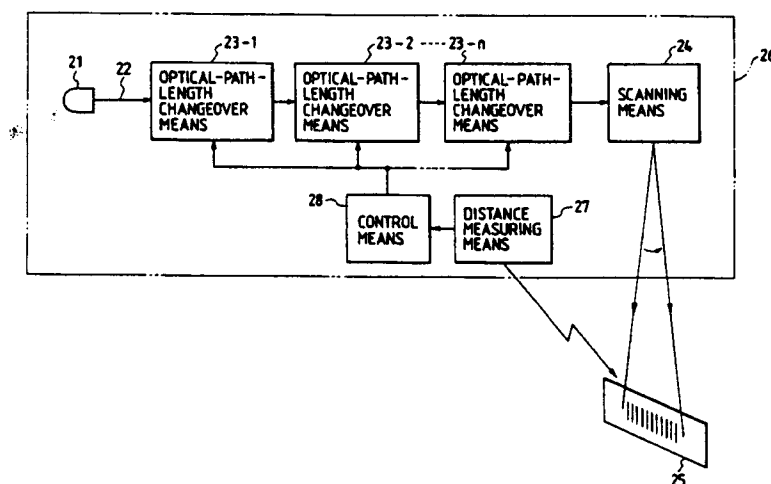 23-1
23-2 ----- 23-n
24
21
22
20
OPTICAL-PATH-
LENGTH
CHANGEOVER
MEANS
OPTICAL-PATH-
LENGTH
CHANGEOVER
MEANS
OPTICAL-PATH-
LENGTH
CHANGEOVER
MEANS
SCANNING
MEANS
28
CONTROL
MEANS
DISTANCE
MEASURING
MEANS
27
25